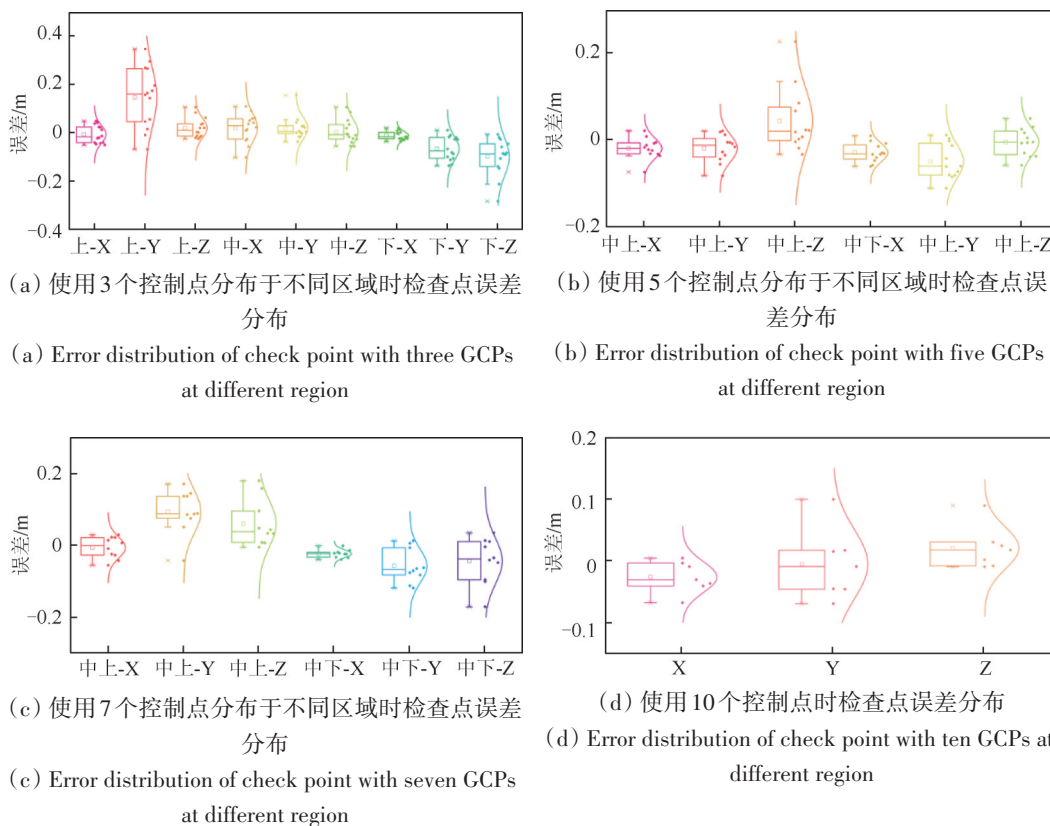 0.4
0.2
0
−0.2
−0.4
误差/m
上-X 上-Y 上-Z 中-X 中-Y 中-Z 下-X 下-Y 下-Z
(a) 使用3个控制点分布于不同区域时检查点误差
分布
(a) Error distribution of check point with three GCPs
at different region
0.2
0
−0.2
误差/m
中上-X 中上-Y 中上-Z 中下-X 中上-Y 中上-Z
(b) 使用5个控制点分布于不同区域时检查点误
差分布
(b) Error distribution of check point with five GCPs
at different region
0.2
0
−0.2
误差/m
中上-X 中上-Y 中上-Z 中下-X 中下-Y 中下-Z
(c) 使用7个控制点分布于不同区域时检查点误差
分布
(c) Error distribution of check point with seven GCPs
at different region
0.2
0.1
0
−0.1
误差/m
X Y Z
(d) 使用10个控制点时检查点误差分布
(d) Error distribution of check point with ten GCPs at
different region